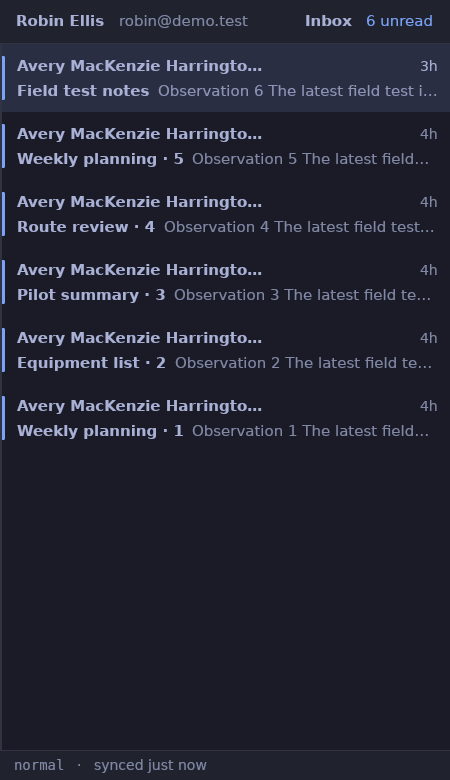 Robin Ellis robin@demo.test Inbox 6 unread
Avery MacKenzie Harringto… 3h
Field test notes Observation 6 The latest field test i…
Avery MacKenzie Harringto… 4h
Weekly planning · 5 Observation 5 The latest field…
Avery MacKenzie Harringto… 4h
Route review · 4 Observation 4 The latest field test…
Avery MacKenzie Harringto… 4h
Pilot summary · 3 Observation 3 The latest field te…
Avery MacKenzie Harringto… 4h
Equipment list · 2 Observation 2 The latest field te…
Avery MacKenzie Harringto… 4h
Weekly planning · 1 Observation 1 The latest field…
normal · synced just now